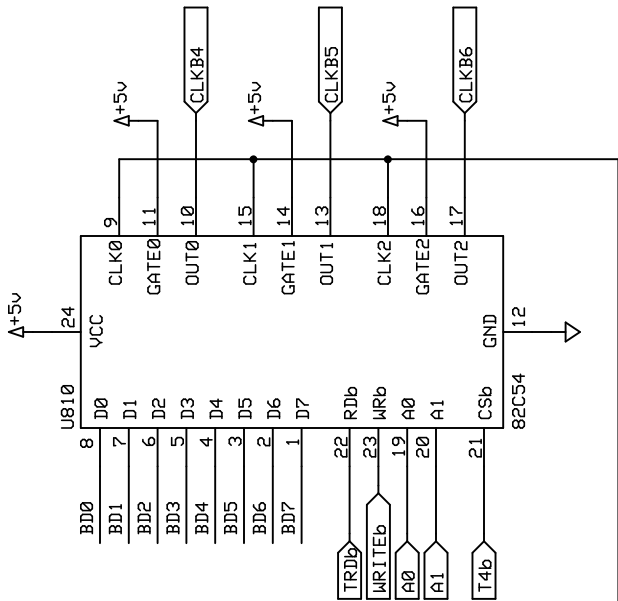 CLKB4
CLKB5
CLKB6
+5v
+5v
+5v
9
11
10
15
14
13
18
16
17
CLK0
GATE0
OUT0
CLK1
GATE1
OUT1
CLK2
GATE2
OUT2
+5v
24
VCC
GND
12
U810
82C54
D0
D1
D2
D3
D4
D5
D6
D7
RDb
WRb
A0
A1
CSb
8
7
6
5
4
3
2
1
22
23
19
20
21
BD0
BD1
BD2
BD3
BD4
BD5
BD6
BD7
TRDb
WRITEb
A0
A1
T4b